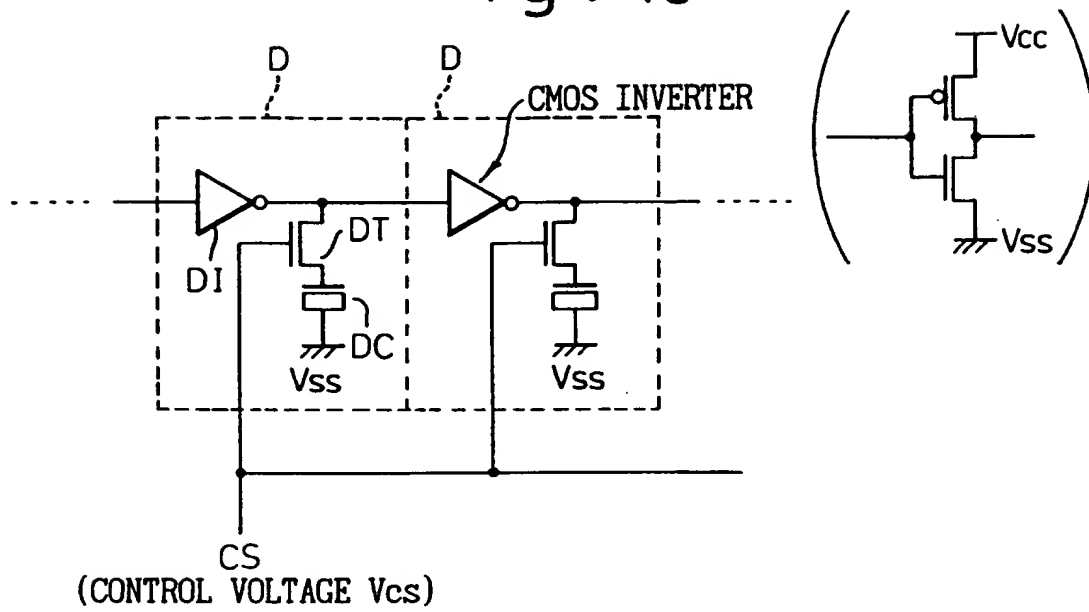 D
D
CMOS INVERTER
Vcc
DI
DT
DC
Vss
Vss
Vss
CS
(CONTROL VOLTAGE Vcs)